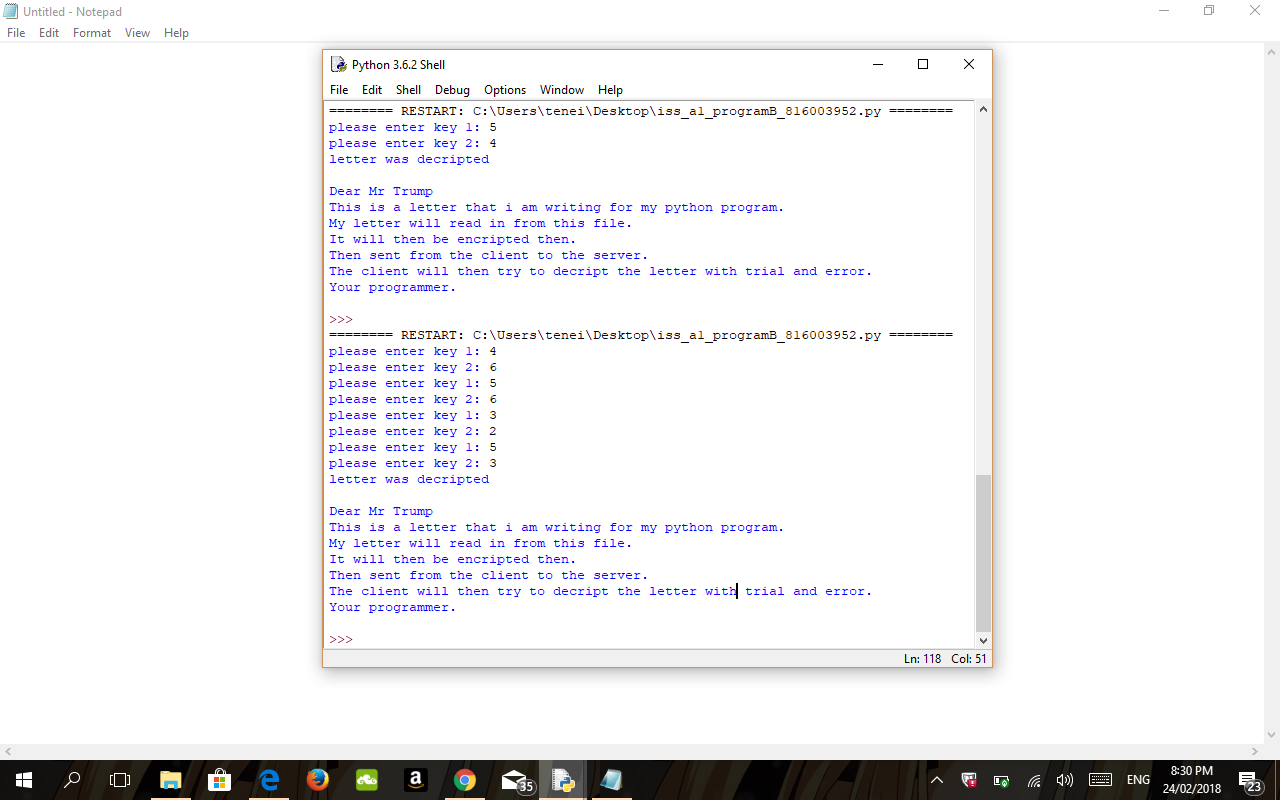 Untitled - Notepad
File Edit Format View Help
Python 3.6.2 Shell
File Edit Shell Debug Options Window Help
======== RESTART: C:\Users\tenei\Desktop\iss_a1_programB_816003952.py ========
please enter key 1: 5
please enter key 2: 4
letter was decripted
Dear Mr Trump
This is a letter that i am writing for my python program.
My letter will read in from this file.
It will then be encripted then.
Then sent from the client to the server.
The client will then try to decript the letter with trial and error.
Your programmer.
>>>
======== RESTART: C:\Users\tenei\Desktop\iss_a1_programB_816003952.py ========
please enter key 1: 4
please enter key 2: 6
please enter key 1: 5
please enter key 2: 6
please enter key 1: 3
please enter key 2: 2
please enter key 1: 5
please enter key 2: 3
letter was decripted
Dear Mr Trump
This is a letter that i am writing for my python program.
My letter will read in from this file.
It will then be encripted then.
Then sent from the client to the server.
The client will then try to decript the letter with trial and error.
Your programmer.
>>>
Ln: 118 Col: 51
35
ENG
8:30 PM
24/02/2018
23